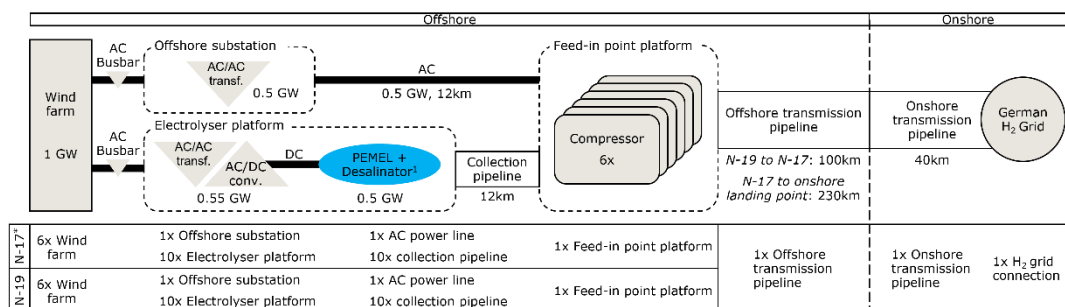 Offshore
Onshore
Wind
farm
1 GW
AC
Busbar
AC
Busbar
Offshore substation
AC/AC
transf.
0.5 GW
AC
0.5 GW, 12km
Electrolyser platform
AC/AC
transf.
AC/DC
conv.
0.55 GW
DC
PEMEL +
Desalinator¹
0.5 GW
Collection
pipeline
12km
Feed-in point platform
Compressor
6x
Offshore transmission
pipeline
N-19 to N-17: 100km
N-17 to onshore
landing point: 230km
Onshore
transmission
pipeline
40km
German
H₂ Grid
N-17*
6x Wind
farm
1x Offshore substation
10x Electrolyser platform
1x AC power line
10x collection pipeline
1x Feed-in point platform
N-19
6x Wind
farm
1x Offshore substation
10x Electrolyser platform
1x AC power line
10x collection pipeline
1x Feed-in point platform
1x Offshore
transmission
pipeline
1x Onshore
transmission
pipeline
1x H₂ grid
connection